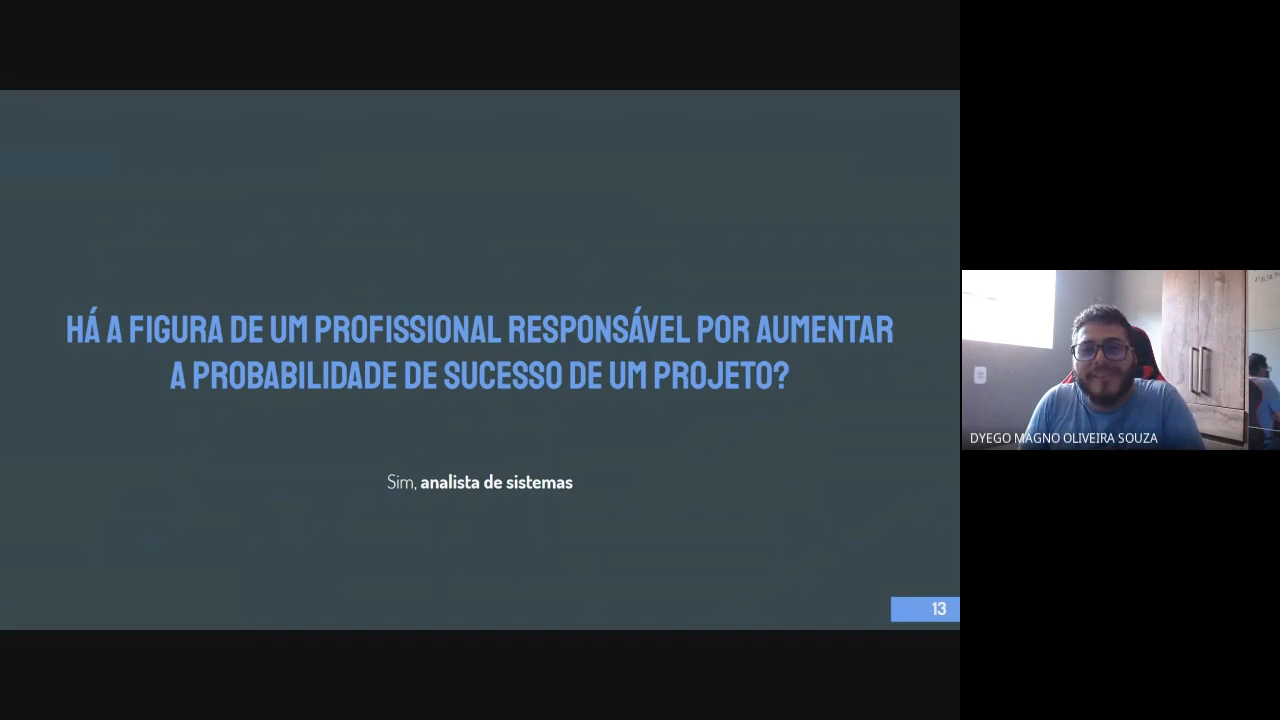 HÁ A FIGURA DE UM PROFISSIONAL RESPONSÁVEL POR AUMENTAR
A PROBABILIDADE DE SUCESSO DE UM PROJETO?
Sim, analista de sistemas
13
DYEGO MAGNO OLIVEIRA SOUZA